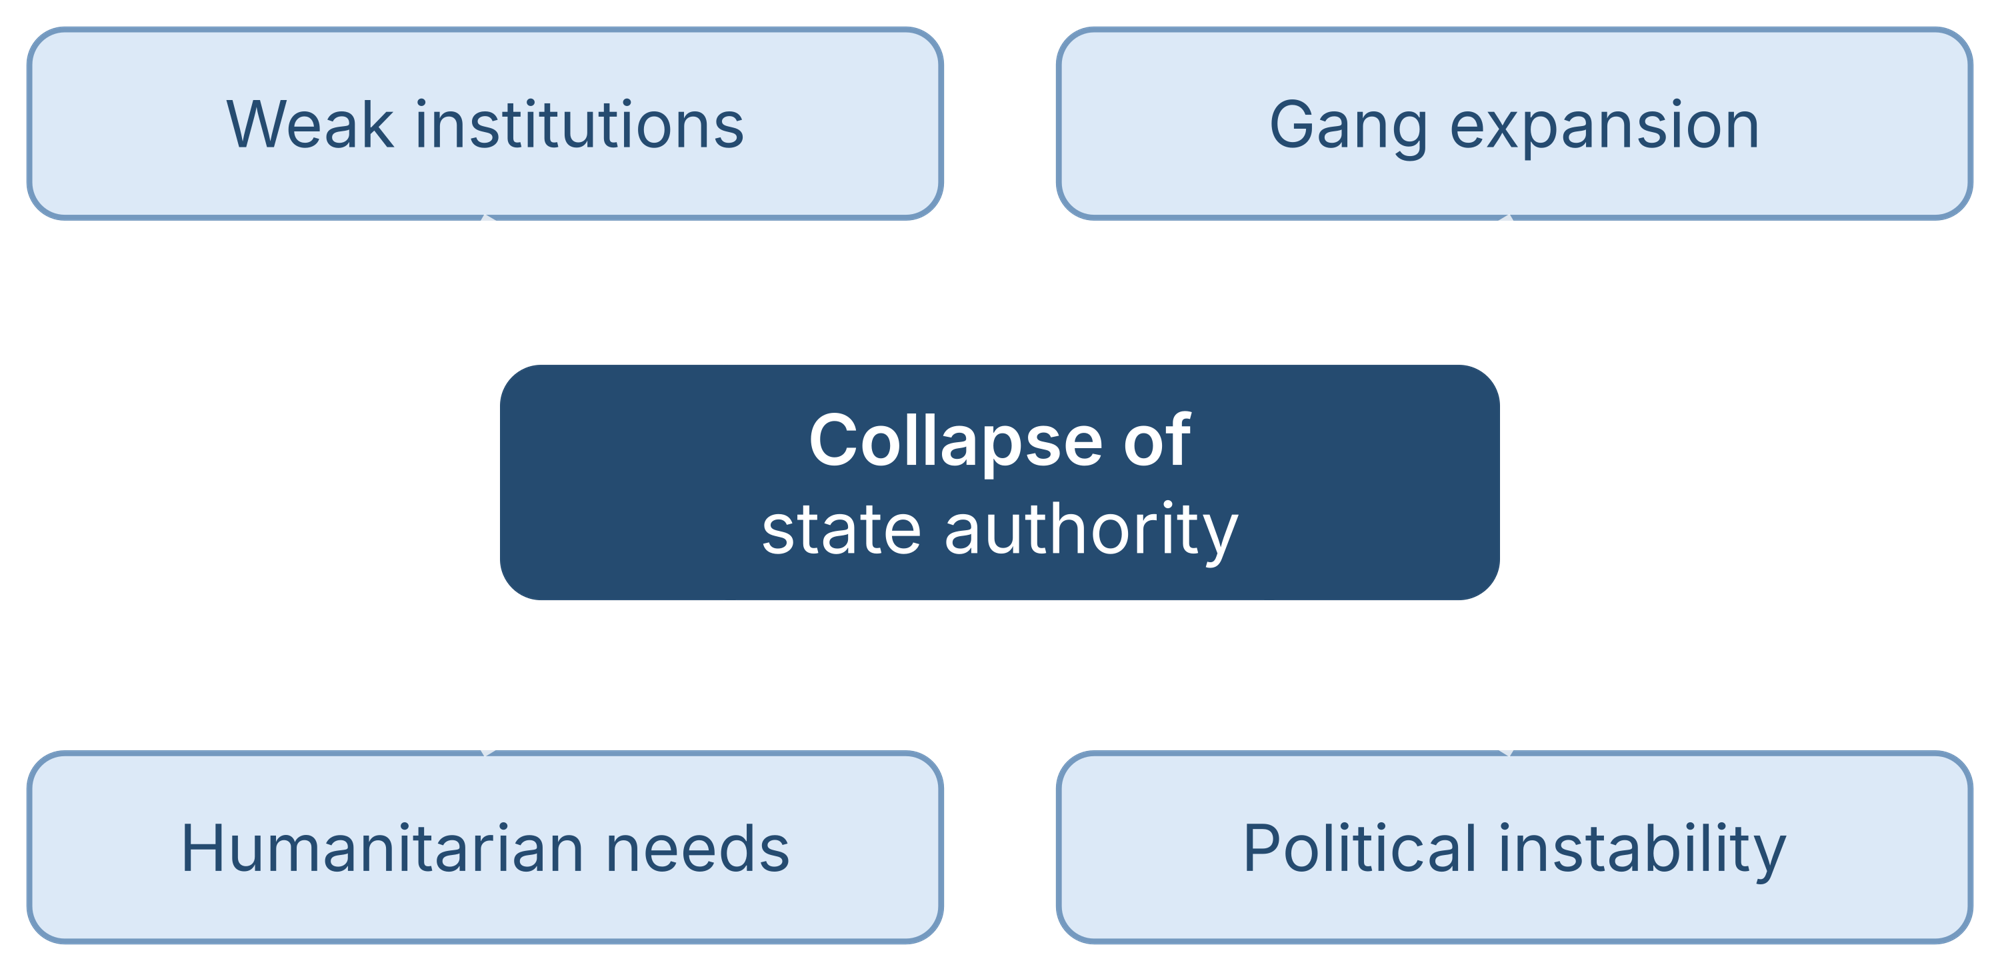 Weak institutions
Gang expansion
Collapse of
state authority
Humanitarian needs
Political instability